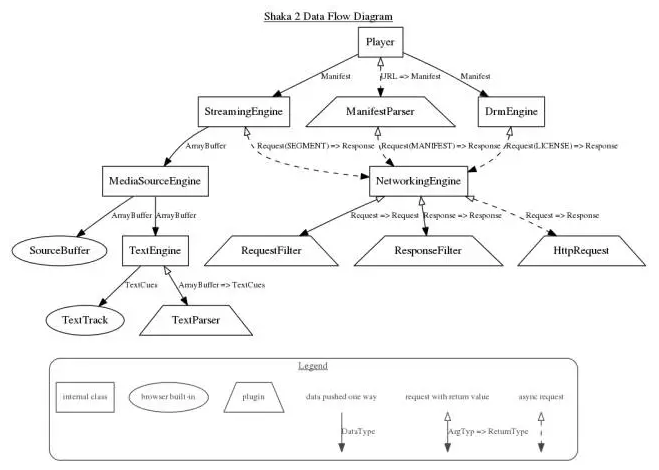 Shaka 2 Data Flow Diagram
Player
Manifest
URL => Manifest
Manifest
StreamingEngine
ManifestParser
DrmEngine
ArrayBuffer
Request(SEGMENT) => Response
Request(MANIFEST) => Response
Request(LICENSE) => Response
MediaSourceEngine
NetworkingEngine
ArrayBuffer
ArrayBuffer
Request => Request
Response => Response
Request => Response
SourceBuffer
TextEngine
RequestFilter
ResponseFilter
HttpRequest
TextCues
ArrayBuffer => TextCues
TextTrack
TextParser
Legend
internal class
browser built-in
plugin
data pushed one way
request with return value
async request
DataType
ArgTyp => ReturnType